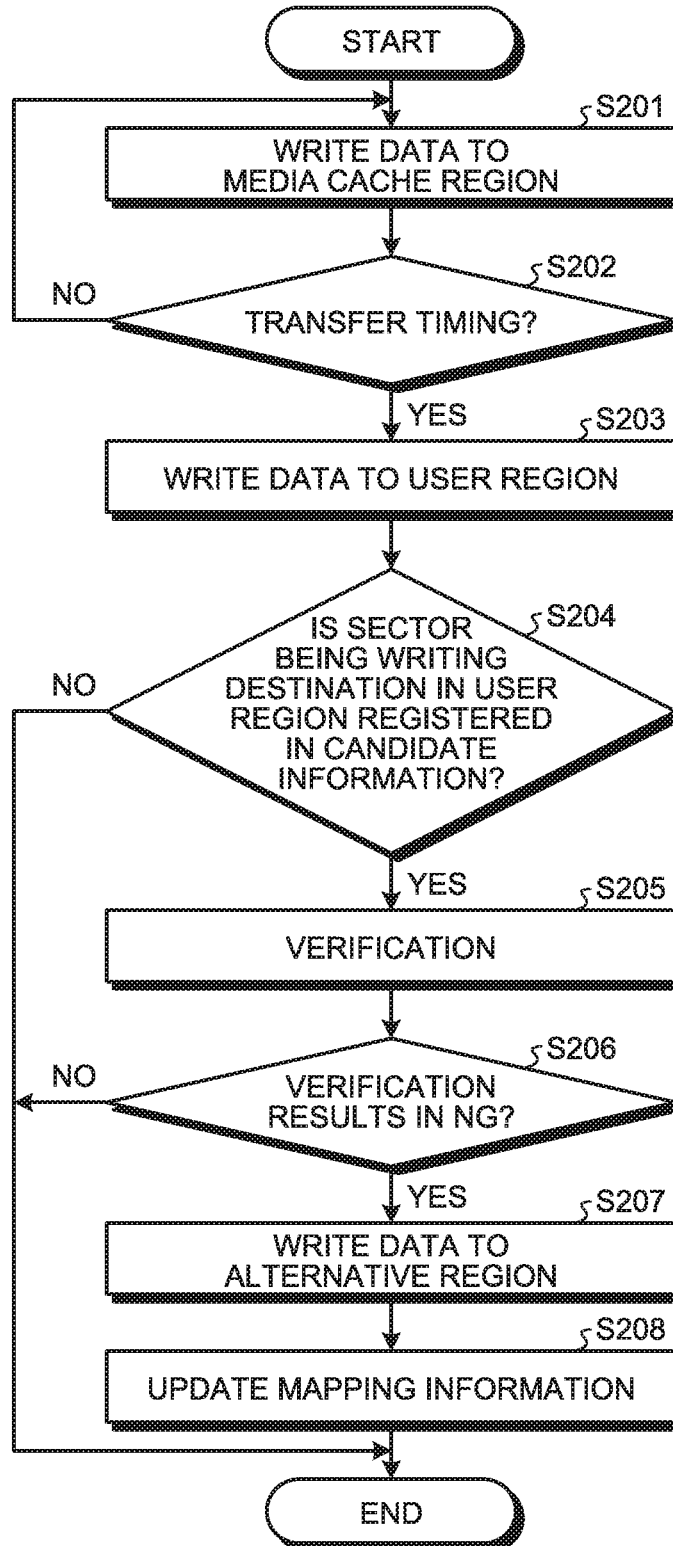 START
S201
WRITE DATA TO
MEDIA CACHE REGION
S202
NO
TRANSFER TIMING?
YES
S203
WRITE DATA TO USER REGION
S204
IS SECTOR
BEING WRITING
NO
DESTINATION IN USER
REGION REGISTERED
IN CANDIDATE
INFORMATION?
YES
S205
VERIFICATION
S206
NO
VERIFICATION
RESULTS IN NG?
YES
S207
WRITE DATA TO
ALTERNATIVE REGION
S208
UPDATE MAPPING INFORMATION
END